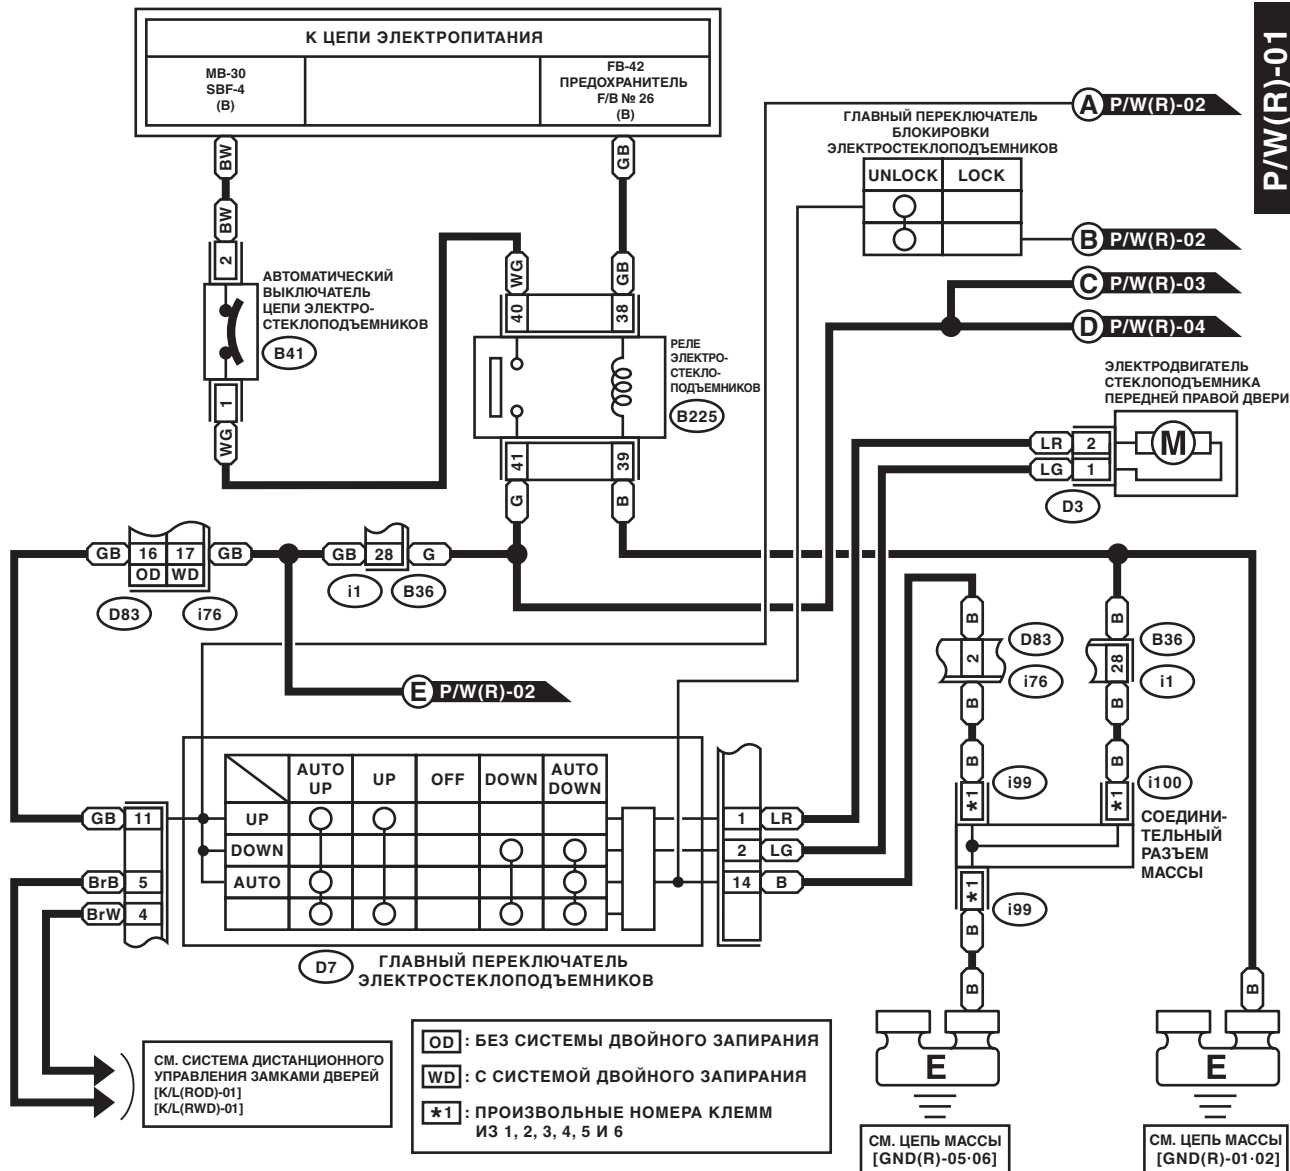 К ЦЕПИ ЭЛЕКТРОПИТАНИЯ
MB-30
SBF-4
(B)
FB-42
ПРЕДОХРАНИТЕЛЬ
F/B № 26
(B)
P/W(R)-01
A P/W(R)-02
ГЛАВНЫЙ ПЕРЕКЛЮЧАТЕЛЬ
БЛОКИРОВКИ
ЭЛЕКТРОСТЕКЛОПОДЪЕМНИКОВ
UNLOCK LOCK
B P/W(R)-02
C P/W(R)-03
D P/W(R)-04
BW
BW
2
АВТОМАТИЧЕСКИЙ
ВЫКЛЮЧАТЕЛЬ
ЦЕПИ ЭЛЕКТРО-
СТЕКЛОПОДЪЕМНИКОВ
B41
1
WG
GB
WG
GB
40
38
РЕЛЕ
ЭЛЕКТРО-
СТЕКЛО-
ПОДЪЕМНИКОВ
B225
41
39
G
B
ЭЛЕКТРОДВИГАТЕЛЬ
СТЕКЛОПОДЪЕМНИКА
ПЕРЕДНЕЙ ПРАВОЙ ДВЕРИ
LR 2
LG 1
M
D3
GB 16 17 GB
OD WD
D83 i76
GB 28 G
i1 B36
E P/W(R)-02
B
2
D83
i76
B
B
*1
i99
B
28
B36
i1
B
B
*1
i100
СОЕДИНИ-
ТЕЛЬНЫЙ
РАЗЪЕМ
МАССЫ
*1
i99
B
B
B
AUTO
UP
UP
OFF
DOWN
AUTO
DOWN
UP
DOWN
AUTO
GB 11
BrB 5
BrW 4
1 LR
2 LG
14 B
D7
ГЛАВНЫЙ ПЕРЕКЛЮЧАТЕЛЬ
ЭЛЕКТРОСТЕКЛОПОДЪЕМНИКОВ
СМ. СИСТЕМА ДИСТАНЦИОННОГО
УПРАВЛЕНИЯ ЗАМКАМИ ДВЕРЕЙ
[K/L(ROD)-01]
[K/L(RWD)-01]
OD : БЕЗ СИСТЕМЫ ДВОЙНОГО ЗАПИРАНИЯ
WD : С СИСТЕМОЙ ДВОЙНОГО ЗАПИРАНИЯ
*1 : ПРОИЗВОЛЬНЫЕ НОМЕРА КЛЕММ
ИЗ 1, 2, 3, 4, 5 И 6
E
СМ. ЦЕПЬ МАССЫ
[GND(R)-05·06]
E
СМ. ЦЕПЬ МАССЫ
[GND(R)-01·02]